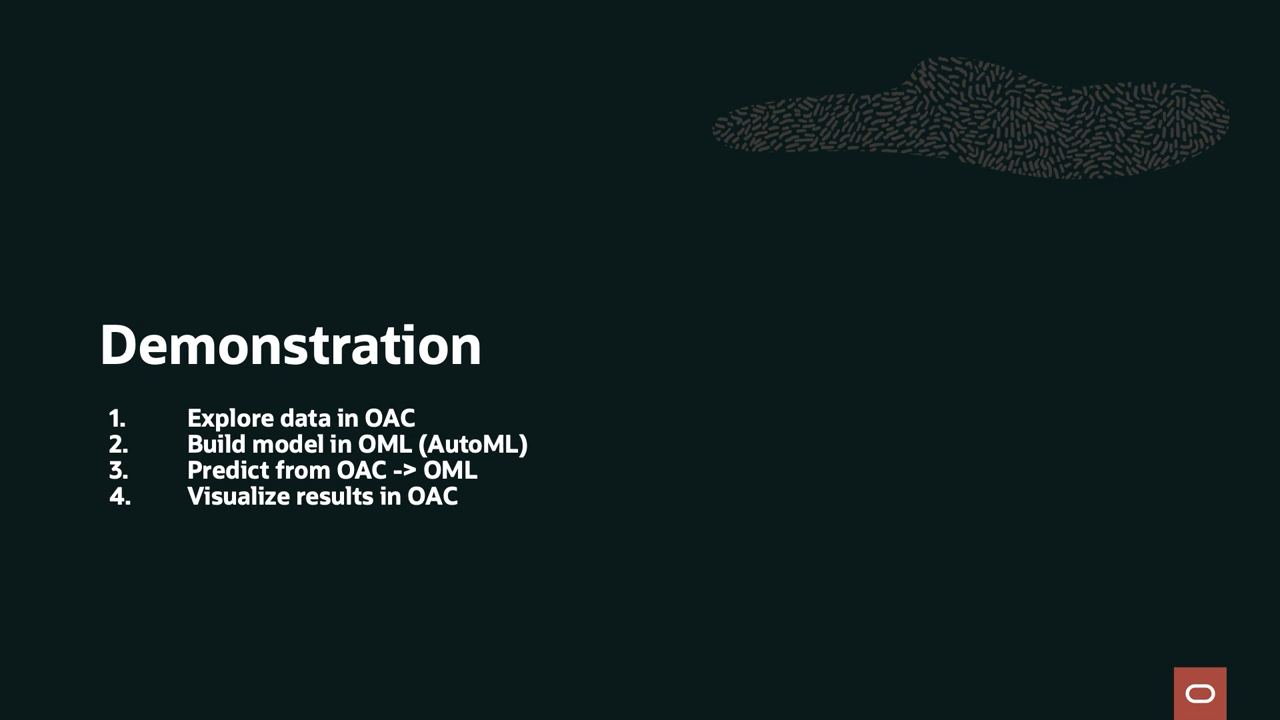 Demonstration
1. Explore data in OAC
2. Build model in OML (AutoML)
3. Predict from OAC -> OML
4. Visualize results in OAC